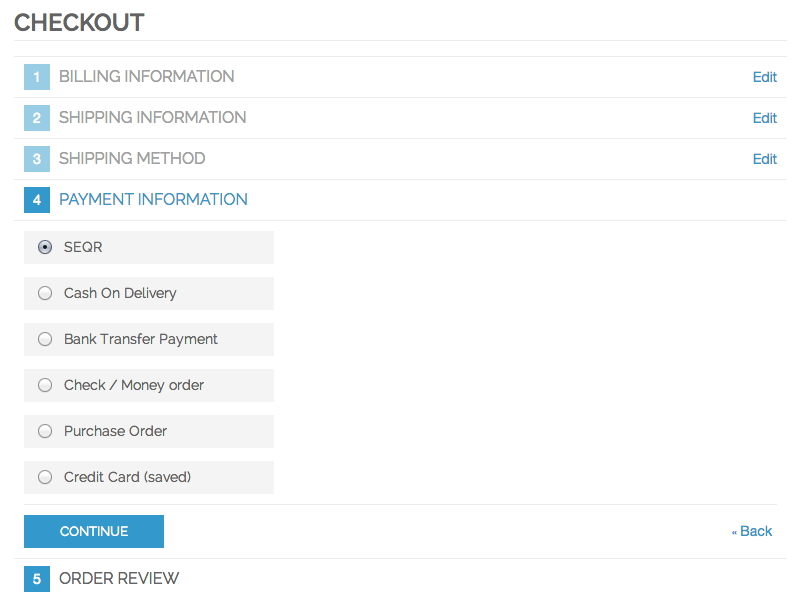 CHECKOUT
1 BILLING INFORMATION Edit
2 SHIPPING INFORMATION Edit
3 SHIPPING METHOD Edit
4 PAYMENT INFORMATION
SEQR
Cash On Delivery
Bank Transfer Payment
Check / Money order
Purchase Order
Credit Card (saved)
CONTINUE « Back
5 ORDER REVIEW